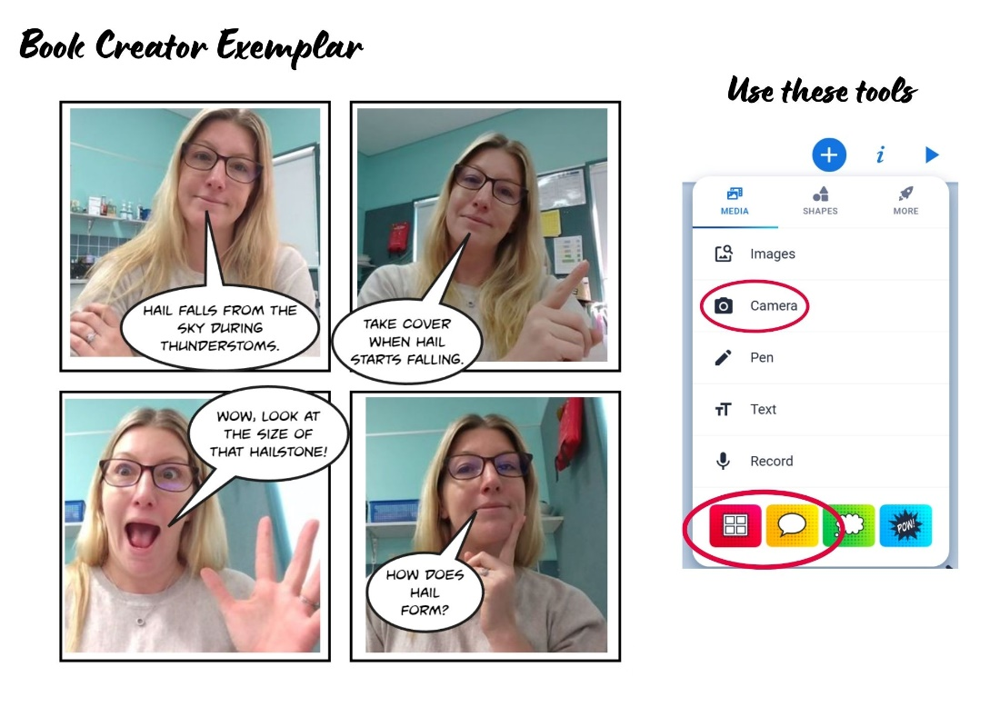 Book Creator Exemplar
HAIL FALLS FROM THE
SKY DURING
THUNDERSTOMS.
TAKE COVER
WHEN HAIL
STARTS FALLING.
WOW, LOOK AT
THE SIZE OF
THAT HAILSTONE!
HOW DOES
HAIL
FORM?
Use these tools
i
MEDIA
SHAPES
MORE
Images
Camera
Pen
TT Text
Record
POW!